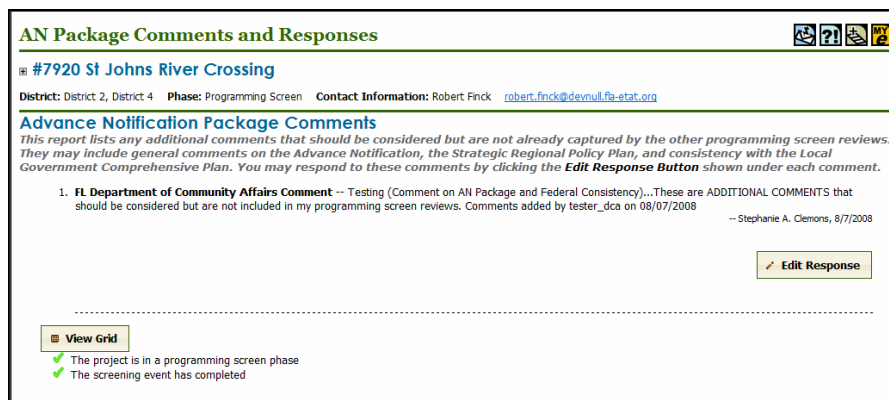 AN Package Comments and Responses
?!
MY
e
#7920 St Johns River Crossing
District: District 2, District 4 Phase: Programming Screen Contact Information: Robert Finck robert.finck@devnull.fla-etat.org
Advance Notification Package Comments
This report lists any additional comments that should be considered but are not already captured by the other programming screen reviews.
They may include general comments on the Advance Notification, the Strategic Regional Policy Plan, and consistency with the Local
Government Comprehensive Plan. You may respond to these comments by clicking the Edit Response Button shown under each comment.
1. FL Department of Community Affairs Comment -- Testing (Comment on AN Package and Federal Consistency)...These are ADDITIONAL COMMENTS that
should be considered but are not included in my programming screen reviews. Comments added by tester_dca on 08/07/2008
-- Stephanie A. Clemons, 8/7/2008
Edit Response
View Grid
The project is in a programming screen phase
The screening event has completed